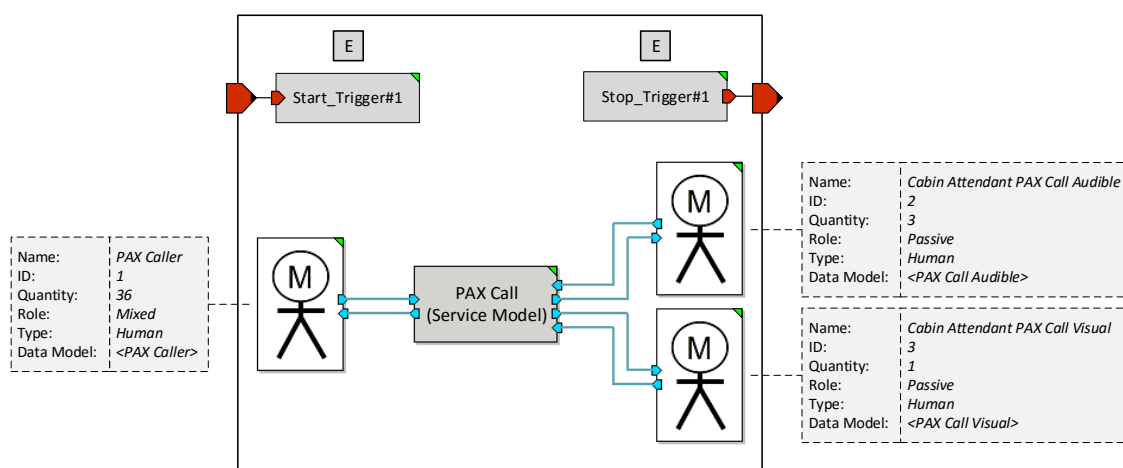 E
E
Start_Trigger#1
Stop_Trigger#1
Name: PAX Caller
ID: 1
Quantity: 36
Role: Mixed
Type: Human
Data Model: <PAX Caller>
M
PAX Call
(Service Model)
M
Name: Cabin Attendant PAX Call Audible
ID: 2
Quantity: 3
Role: Passive
Type: Human
Data Model: <PAX Call Audible>
M
Name: Cabin Attendant PAX Call Visual
ID: 3
Quantity: 1
Role: Passive
Type: Human
Data Model: <PAX Call Visual>